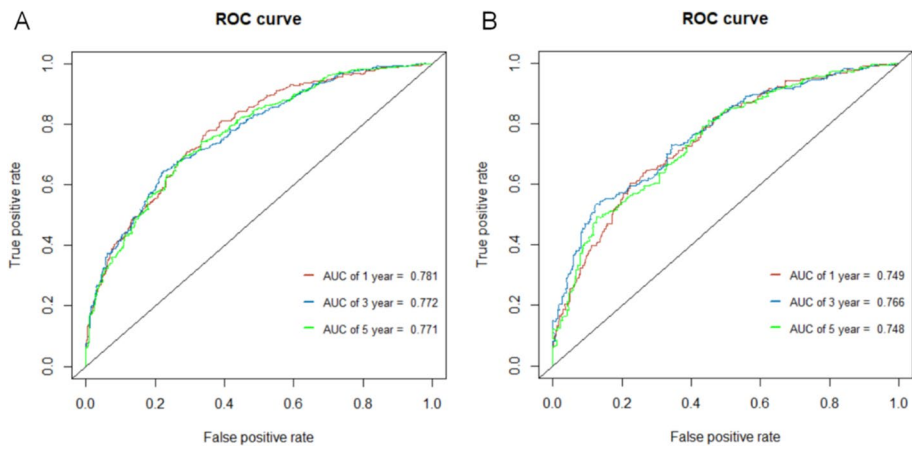 A
ROC curve
True positive rate
1.0
0.8
0.6
0.4
0.2
0.0
AUC of 1 year = 0.781
AUC of 3 year = 0.772
AUC of 5 year = 0.771
0.0 0.2 0.4 0.6 0.8 1.0
False positive rate
B
ROC curve
True positive rate
1.0
0.8
0.6
0.4
0.2
0.0
AUC of 1 year = 0.749
AUC of 3 year = 0.766
AUC of 5 year = 0.748
0.0 0.2 0.4 0.6 0.8 1.0
False positive rate